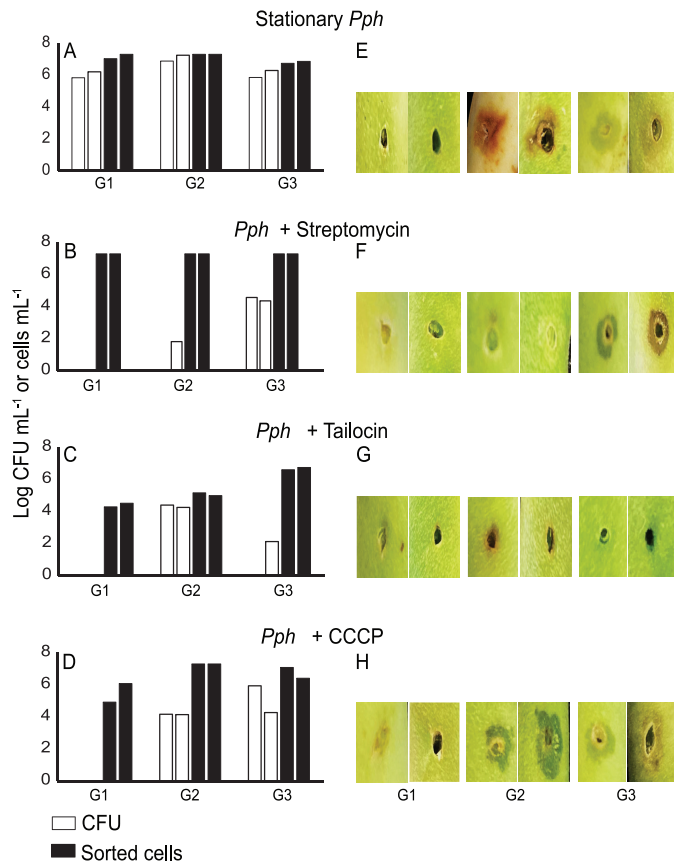 Stationary Pph
A
E
8
6
4
2
0
G1 G2 G3
Pph + Streptomycin
B
F
8
6
4
2
0
G1 G2 G3
Log CFU mL-1 or cells mL-1
Pph + Tailocin
C
G
8
6
4
2
0
G1 G2 G3
Pph + CCCP
D
H
8
6
4
2
0
G1 G2 G3
G1 G2 G3
CFU
Sorted cells